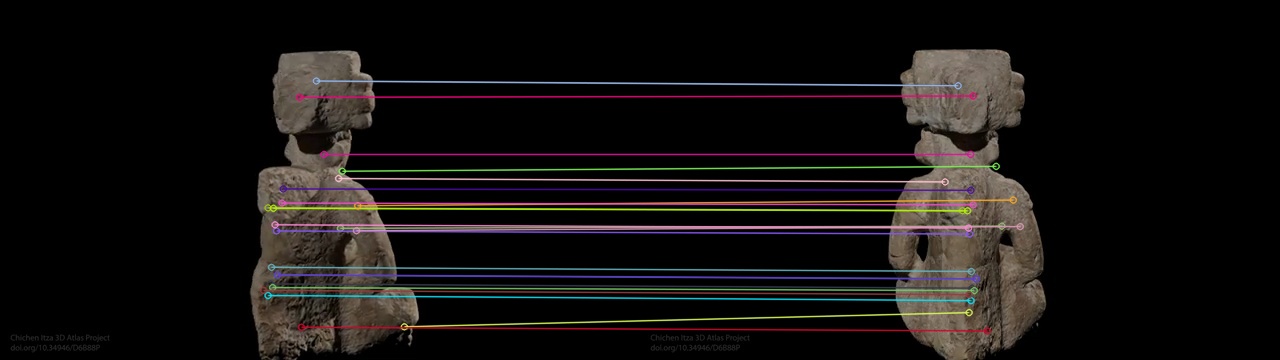 Chichen Itza 3D Atlas Project
doi.org/10.34946/D6B88P
Chichen Itza 3D Atlas Project
doi.org/10.34946/D6B88P